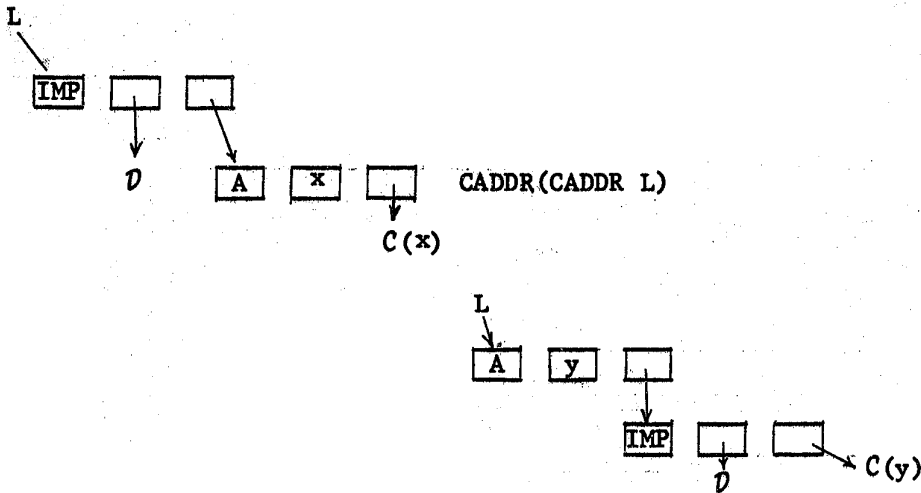 L
IMP
D
A x CADDR(CADDR L)
C(x)
L
A y
IMP
D C(y)